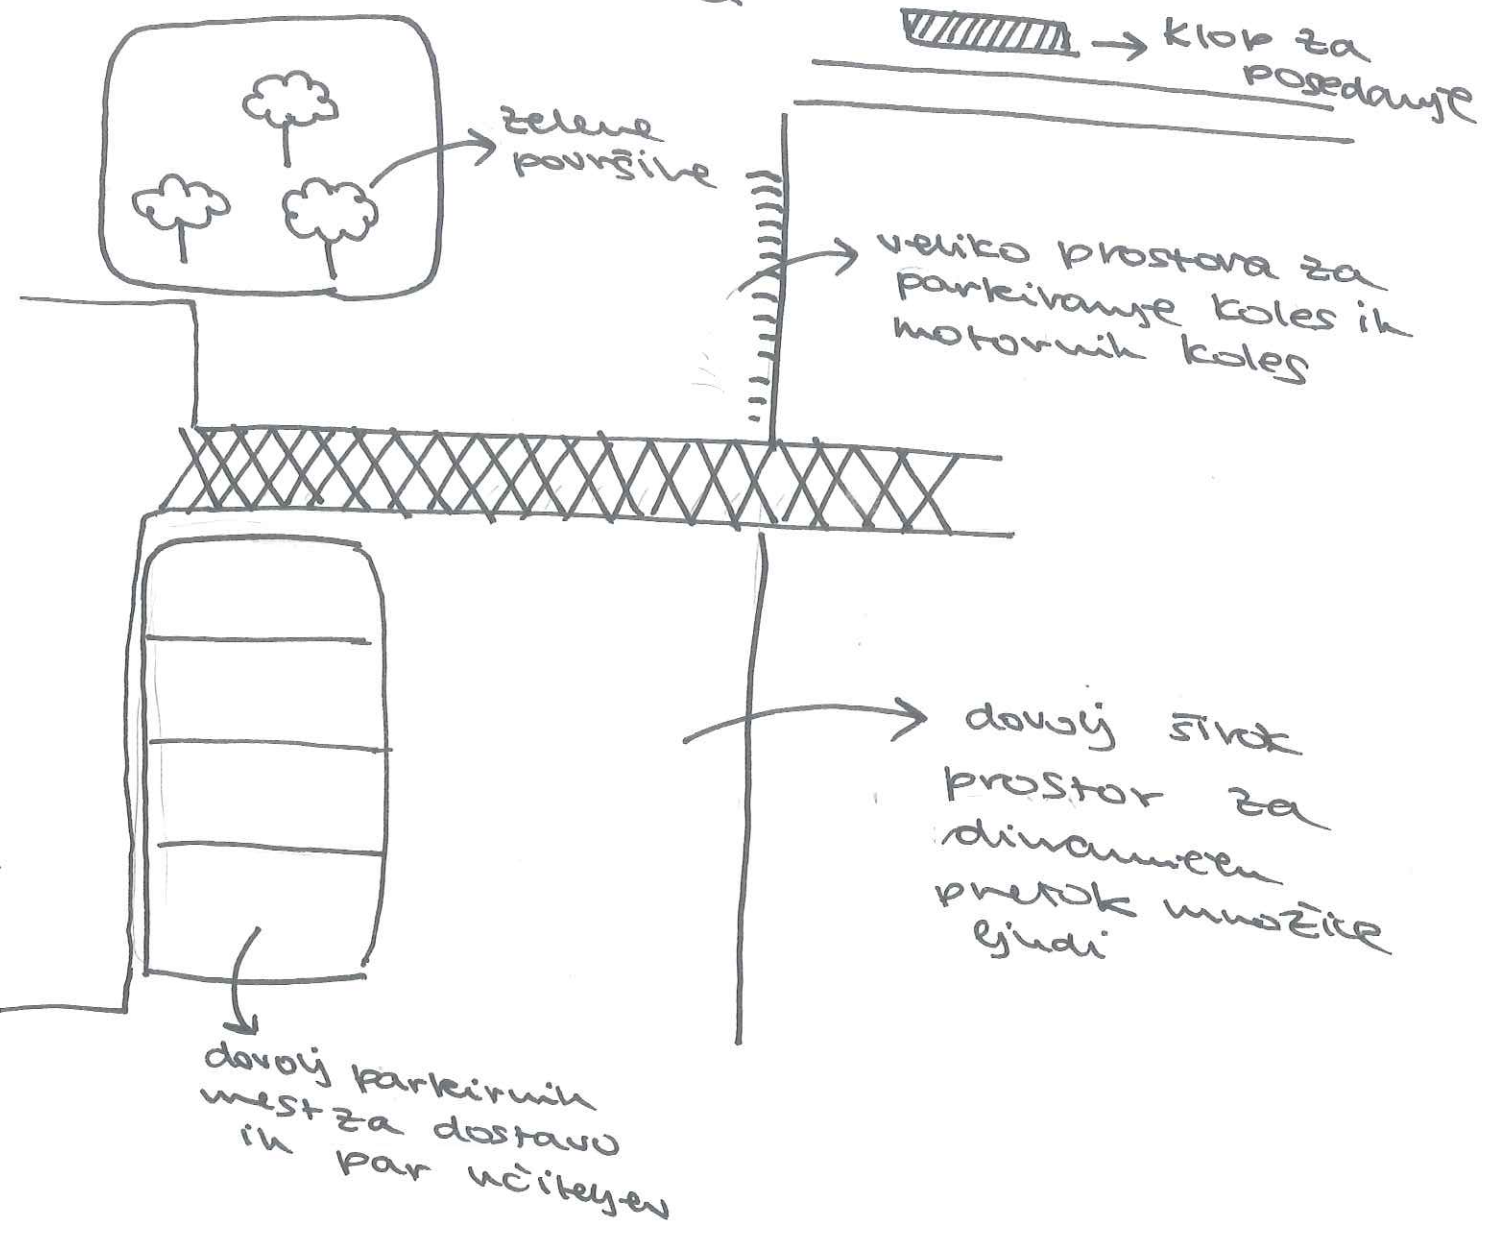 klop za
posedanje
zelene
površine
veliko prostora za
parkiranje koles in
motornih koles
dovolj širok
prostor za
dinamičen
pretok množice
ljudi
dovolj parkirnih
mest za dostavo
in par učiteljev